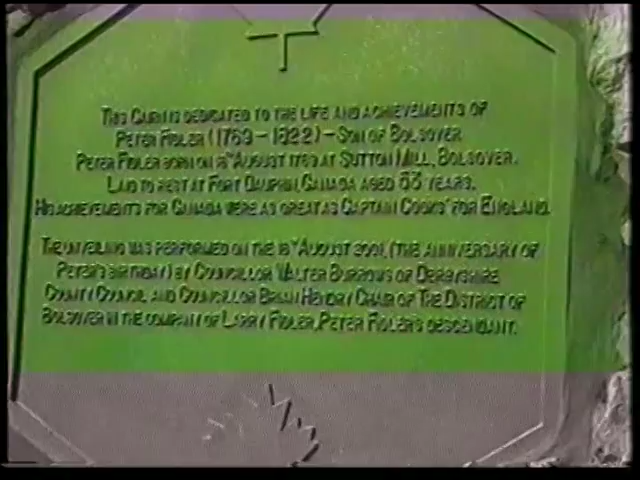 This Cairn is dedicated to the life and achievements of
Peter Fidler (1769 – 1822) – Son of Bolsover
Peter Fidler born on 16th August 1769 at Sutton Mill, Bolsover.
Laid to rest at Fort Dauphin, Canada aged 53 years.
His achievements for Canada were as great as Captain Cooks' for England.
The unveiling was performed on the 16th August 2001, (the anniversary of
Peter's birthday) by Councillor Walter Burrows of Derbyshire
County Council and Councillor Brian Hendry Chair of The District of
Bolsover in the company of Larry Fidler, Peter Fidler's descendant.